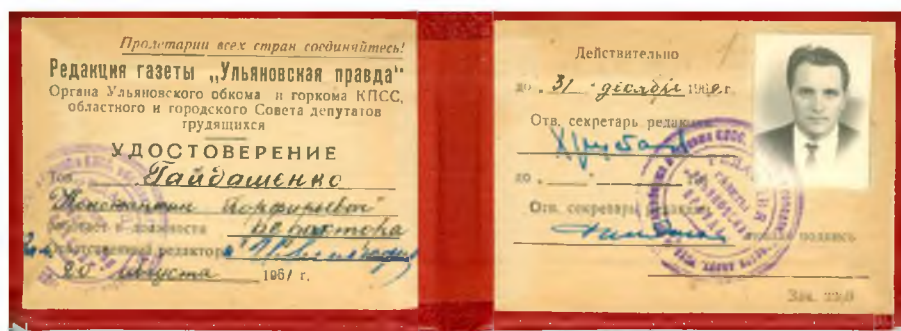 Пролетарии всех стран соединяйтесь!
Редакция газеты „Ульяновская правда"
Органа Ульяновского обкома и горкома КПСС,
областного и городского Совета депутатов
трудящихся
УДОСТОВЕРЕНИЕ
Тов. Гайдашенко
Константин Порфирьевич
работает в должности
Ответственный редактор
20 августа 1961 г.
Действительно
до „31" декабря 196 г.
Отв. секретарь редакции
до „ "
Отв. секретарь редакции
подпись
Зак.